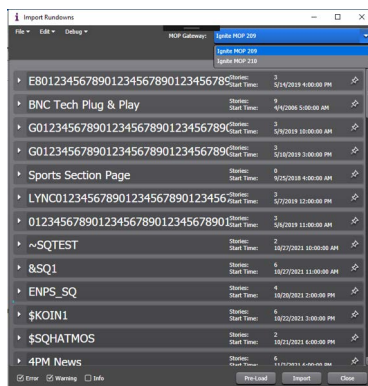 Import Rundowns
File Edit Debug MOP Gateway: Ignite MOP 209
Ignite MOP 209
Ignite MOP 210
E801234567890123456789012345678 Stories: 3
Start Time: 5/14/2019 4:00:00 PM
BNC Tech Plug & Play Stories: 9
Start Time: 4/4/2006 5:00:00 AM
Stories: 3
Start Time: 5/9/2019 10:00:00 AM
Stories: 3
Start Time: 5/10/2019 3:00:00 PM
Sports Section Page Stories: 0
Start Time: 9/25/2018 4:00:00 AM
Stories: 3
Start Time: 5/7/2019 12:00:00 PM
Stories: 3
Start Time: 5/6/2019 11:00:00 AM
~SQTEST Stories: 2
Start Time: 10/27/2021 10:00:00 AM
&SQ1 Stories: 6
Start Time: 10/27/2021 11:00:00 AM
ENPS_SQ Stories: 4
Start Time: 10/20/2021 2:00:00 PM
$KOIN1 Stories: 6
Start Time: 10/22/2021 3:00:00 PM
$SQHATMOS Stories: 2
Start Time: 10/21/2021 6:00:00 PM
4PM News Stories: 6
Error Warning Info Pre-Load Import Close